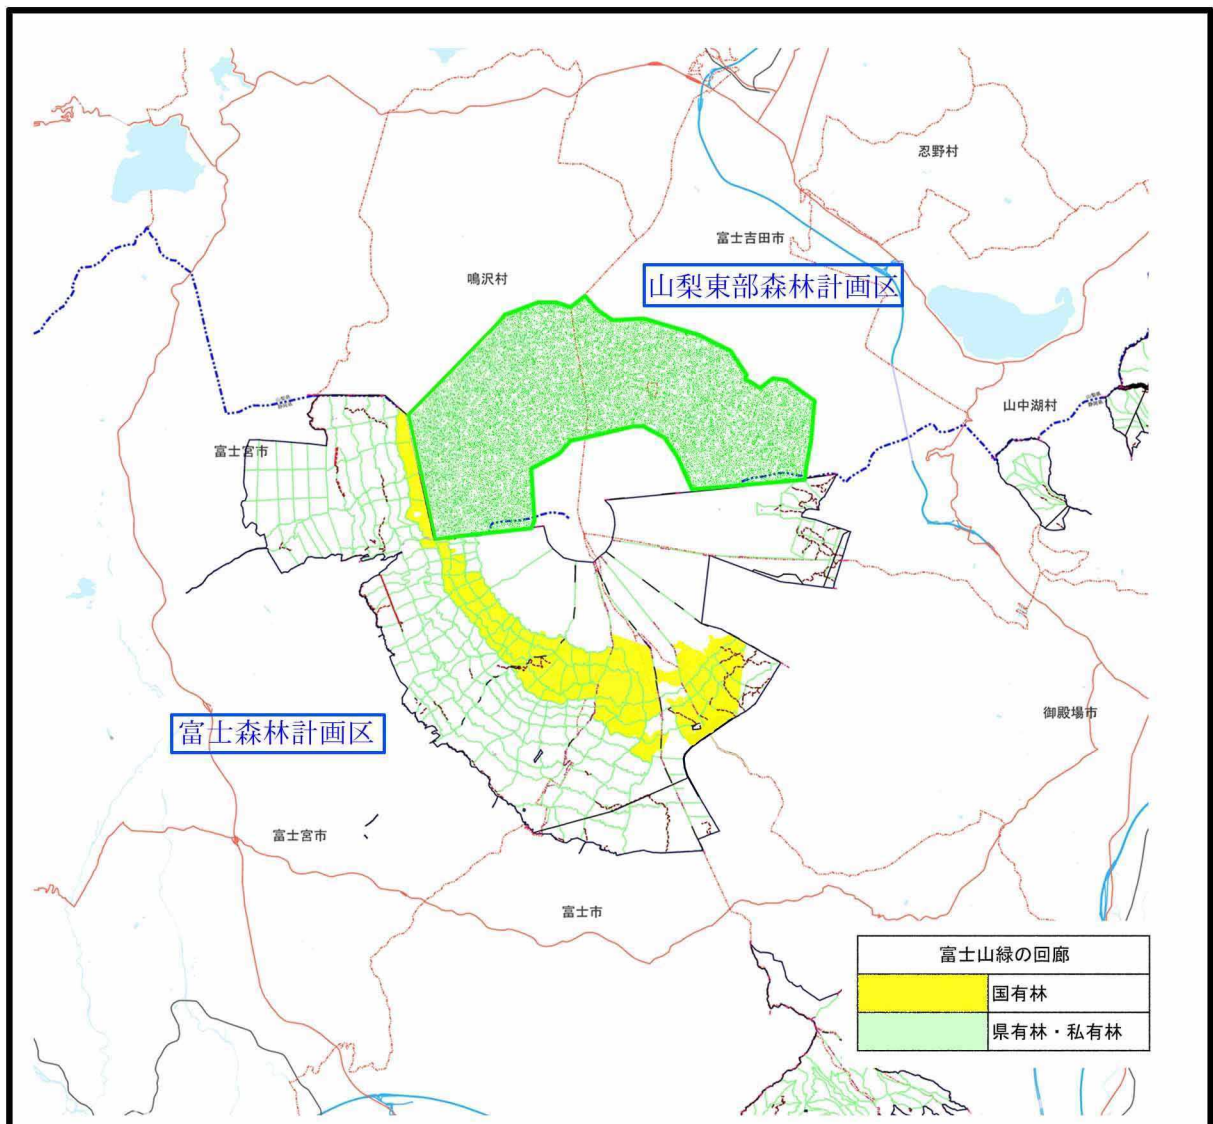 忍野村
富士吉田市
鳴沢村
山梨東部森林計画区
山中湖村
富士宮市
御殿場市
富士森林計画区
富士宮市
富士市
富士山緑の回廊
国有林
県有林・私有林